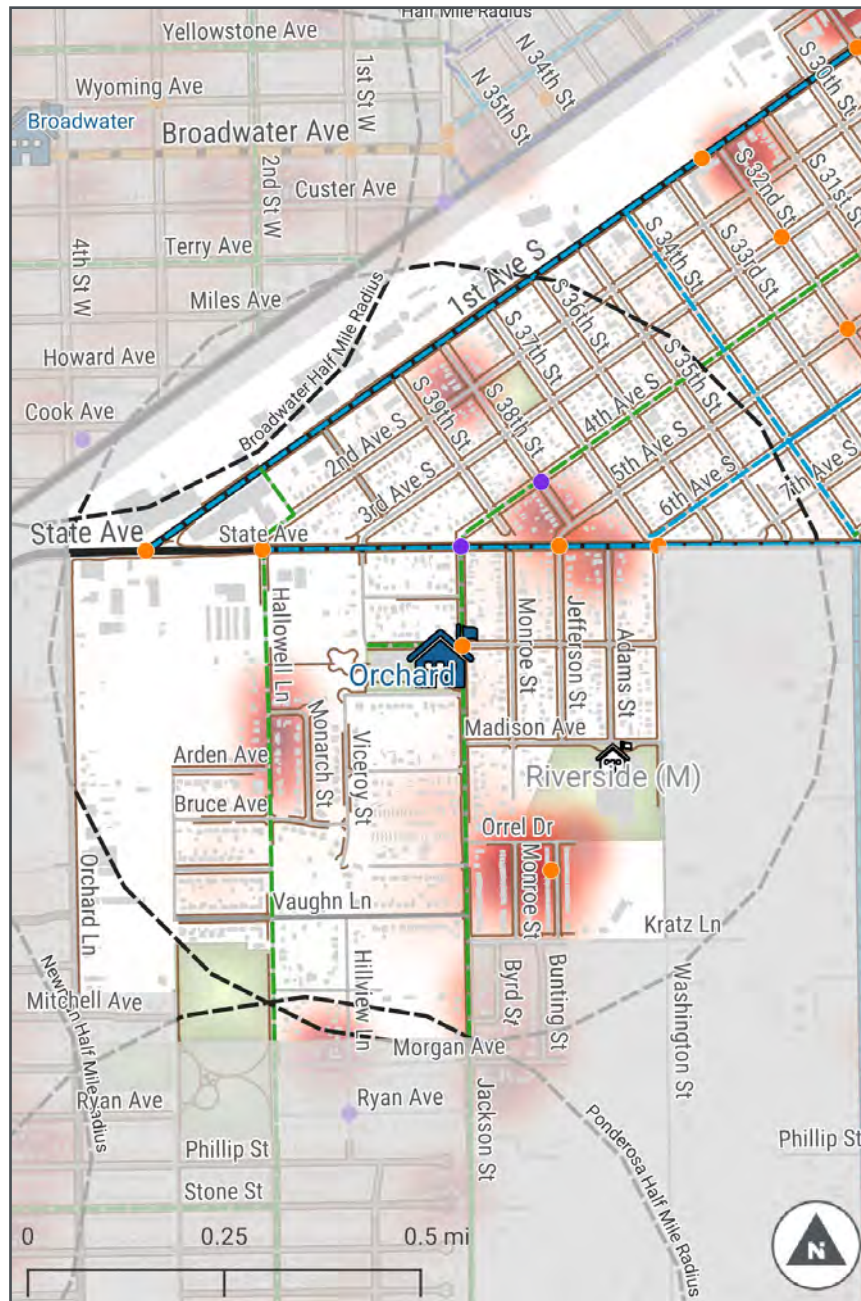 Half Mile Radius
Yellowstone Ave
Wyoming Ave
1st St W
N 34th St
N 35th St
S 30th St
Broadwater
Broadwater Ave
2nd St W
Custer Ave
S 32nd St
S 31st St
4th St W
Terry Ave
S 33rd St
S 34th St
1st Ave S
Miles Ave
Broadwater Half Mile Radius
S 36th St
S 37th St
S 35th St
Howard Ave
S 38th St
S 39th St
4th Ave S
Cook Ave
2nd Ave S
5th Ave S
3rd Ave S
6th Ave S
7th Ave S
State Ave
State Ave
Hallowell Ln
Monroe St
Jefferson St
Adams St
Orchard
Monarch St
Viceroy St
Madison Ave
Arden Ave
Riverside (M)
Bruce Ave
Orrel Dr
Monroe St
Orchard Ln
Vaughn Ln
Kratz Ln
Newman Half Mile Radius
Hillview Ln
Byrd St
Bunting St
Washington St
Mitchell Ave
Morgan Ave
Ryan Ave
Ryan Ave
Jackson St
Ponderosa Half Mile Radius
Phillip St
Phillip St
Stone St
0 0.25 0.5 mi
N